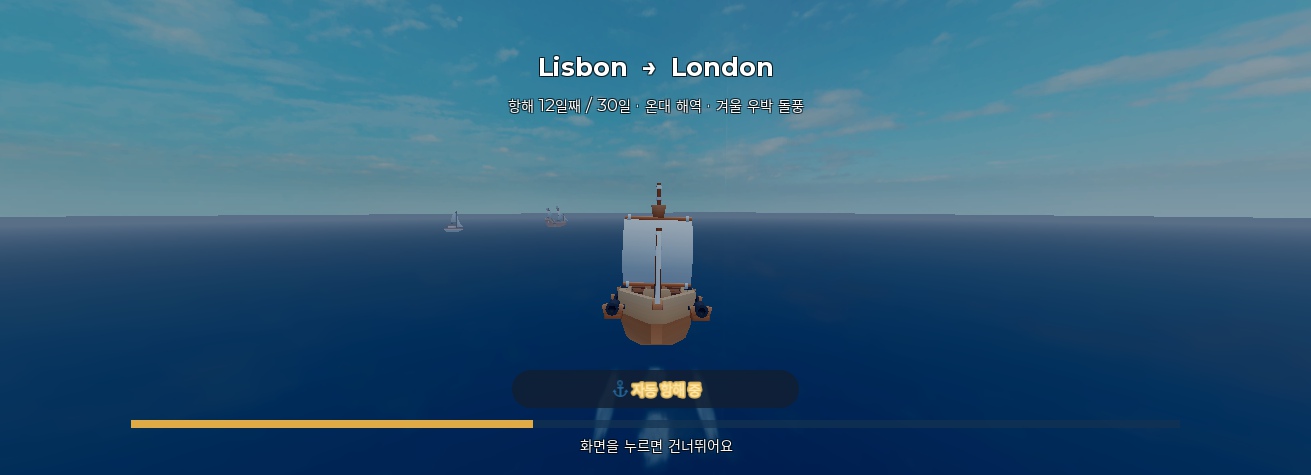 Lisbon → London
항해 12일째 / 30일 · 온대 해역 · 겨울 우박 돌풍
⚓ 자동 항해 중
화면을 누르면 건너뛰어요